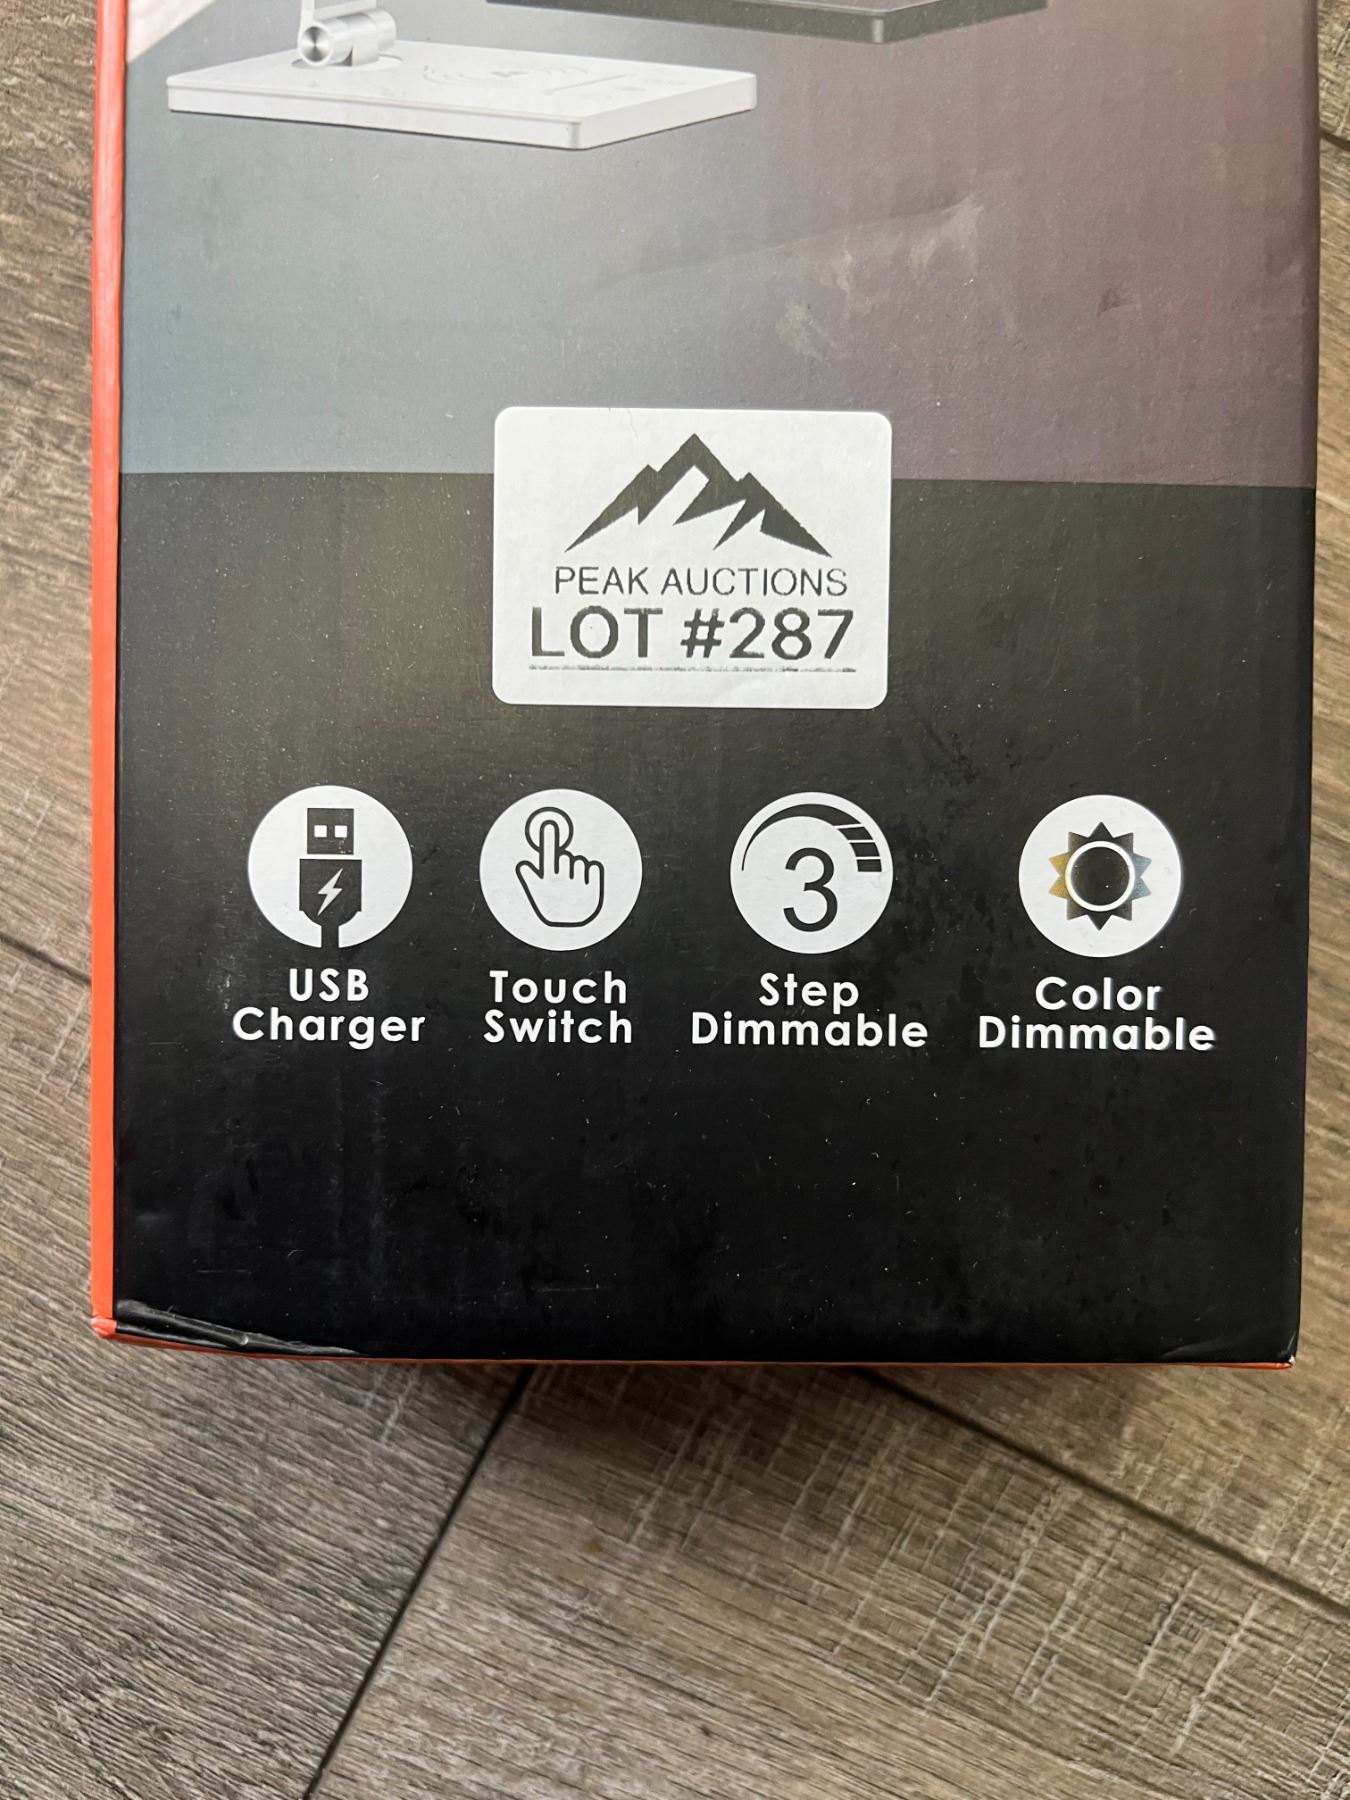 PEAK AUCTIONS
LOT #287
3
USB
Charger
Touch
Switch
Step
Dimmable
Color
Dimmable